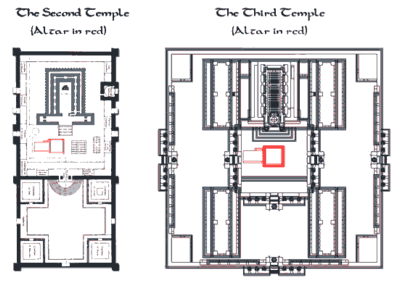 The Second Temple
(Altar in red)
The Third Temple
(Altar in red)